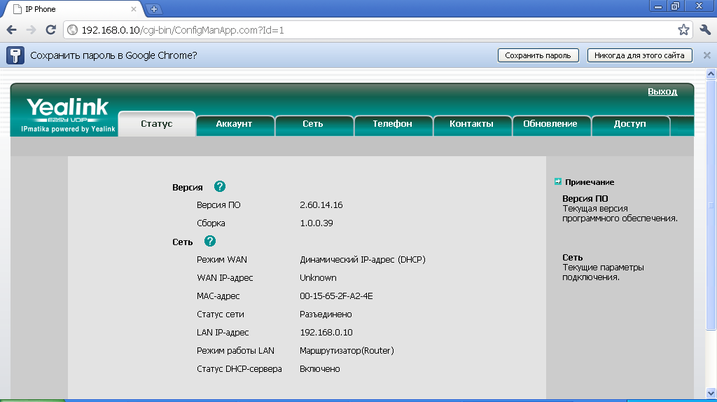 IP Phone
192.168.0.10/cgi-bin/ConfigManApp.com?Id=1
Сохранить пароль в Google Chrome?
Сохранить пароль
Никогда для этого сайта
Выход
Yealink
EASY VOIP
IPmatika powered by Yealink
Статус
Аккаунт
Сеть
Телефон
Контакты
Обновление
Доступ
Версия
Версия ПО 2.60.14.16
Сборка 1.0.0.39
Сеть
Режим WAN Динамический IP-адрес (DHCP)
WAN IP-адрес Unknown
MAC-адрес 00-15-65-2F-A2-4E
Статус сети Разъединено
LAN IP-адрес 192.168.0.10
Режим работы LAN Маршрутизатор(Router)
Статус DHCP-сервера Включено
Примечание
Версия ПО
Текущая версия
программного обеспечения.
Сеть
Текущие параметры
подключения.